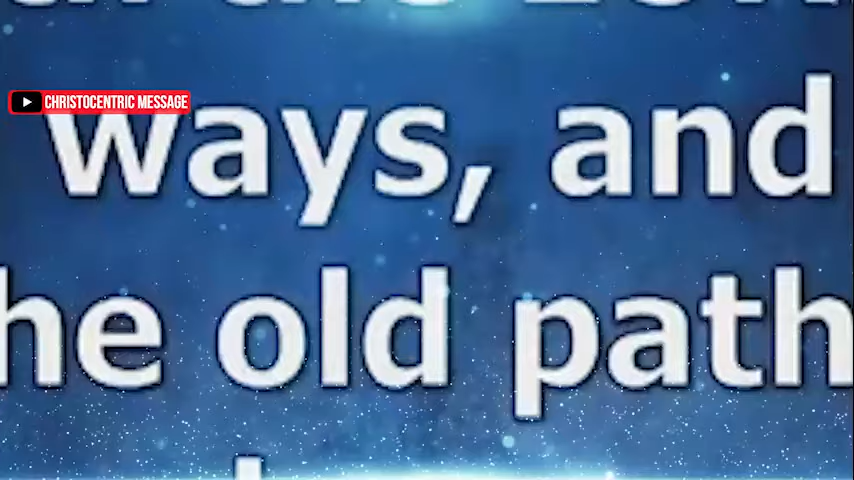 CHRISTOCENTRIC MESSAGE
ways, and
he old path